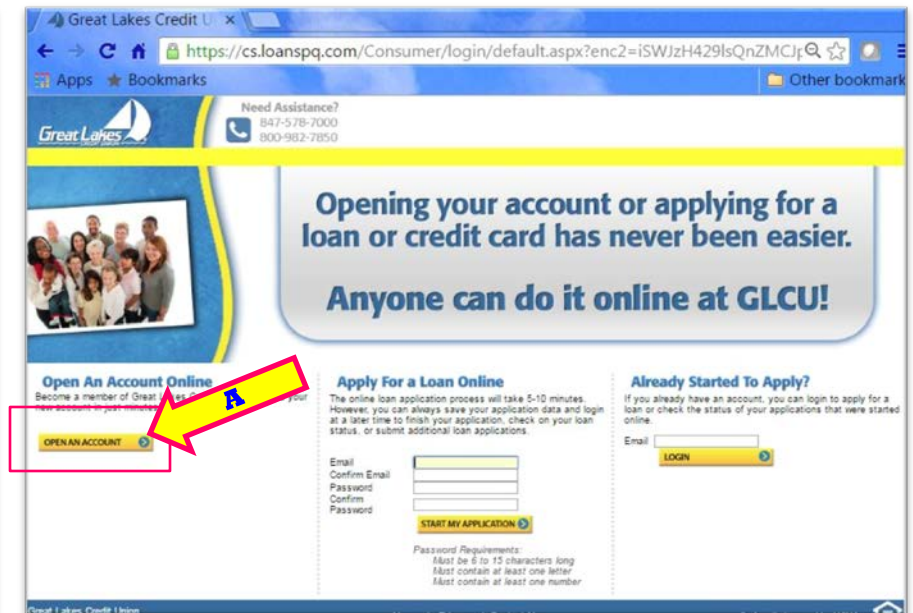 Great Lakes Credit U
https://cs.loanspq.com/Consumer/login/default.aspx?enc2=iSWJzH429lsQnZMCJr
Apps Bookmarks Other bookmark
Great Lakes
CREDIT UNION
Need Assistance?
847-578-7000
800-982-7850
Opening your account or applying for a
loan or credit card has never been easier.
Anyone can do it online at GLCU!
Open An Account Online
Become a member of Great Lakes your
new account in just minutes
A
OPEN AN ACCOUNT
Apply For a Loan Online
The online loan application process will take 5-10 minutes.
However, you can always save your application data and login
at a later time to finish your application, check on your loan
status, or submit additional loan applications.
Email
Confirm Email
Password
Confirm
Password
START MY APPLICATION
Password Requirements:
Must be 6 to 15 characters long
Must contain at least one letter
Must contain at least one number
Already Started To Apply?
If you already have an account, you can login to apply for a
loan or check the status of your applications that were started
online.
Email
LOGIN
Great Lakes Credit Union